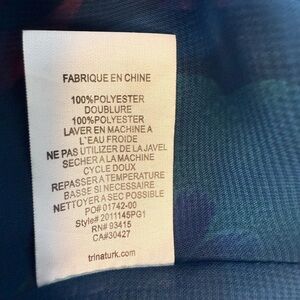 FABRIQUE EN CHINE
100%POLYESTER
DOUBLURE
100%POLYESTER
LAVER EN MACHINE A
L'EAU FROIDE
NE PAS UTILIZER DE LA JAVEL
SECHER A LA MACHINE
CYCLE DOUX
REPASSER A TEMPERATURE
BASSE SI NECESSAIRE
NETTOYER A SEC POSSIBLE
PO# 01742-00
Style# 2011145PG1
RN# 93415
CA#30427
trinaturk.com